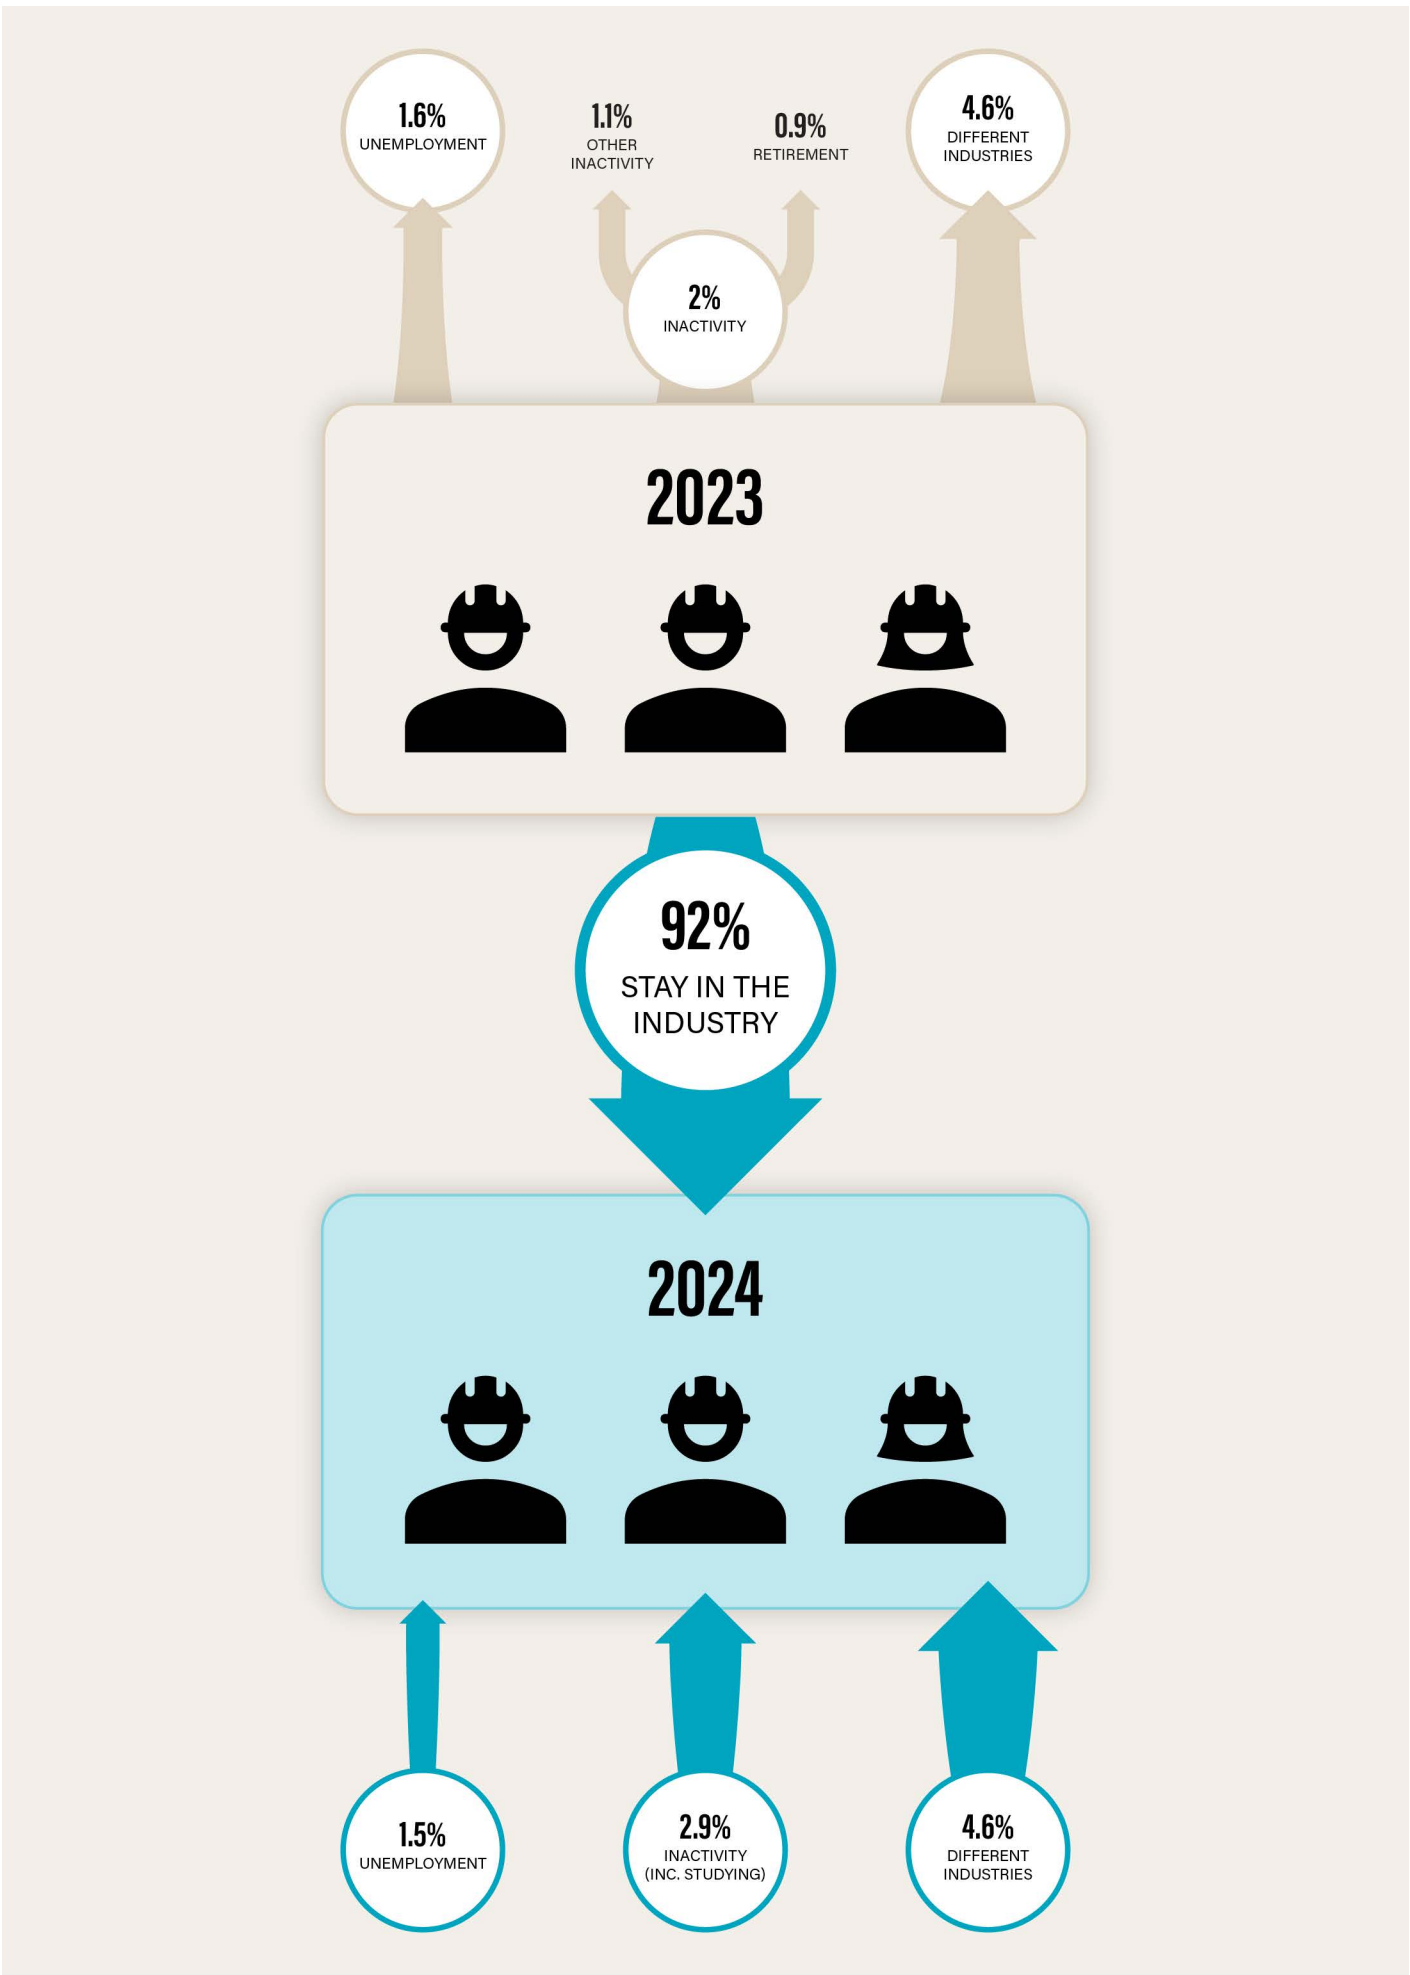 1.6%
UNEMPLOYMENT
1.1%
OTHER
INACTIVITY
0.9%
RETIREMENT
4.6%
DIFFERENT
INDUSTRIES
2%
INACTIVITY
2023
92%
STAY IN THE
INDUSTRY
2024
1.5%
UNEMPLOYMENT
2.9%
INACTIVITY
(INC. STUDYING)
4.6%
DIFFERENT
INDUSTRIES